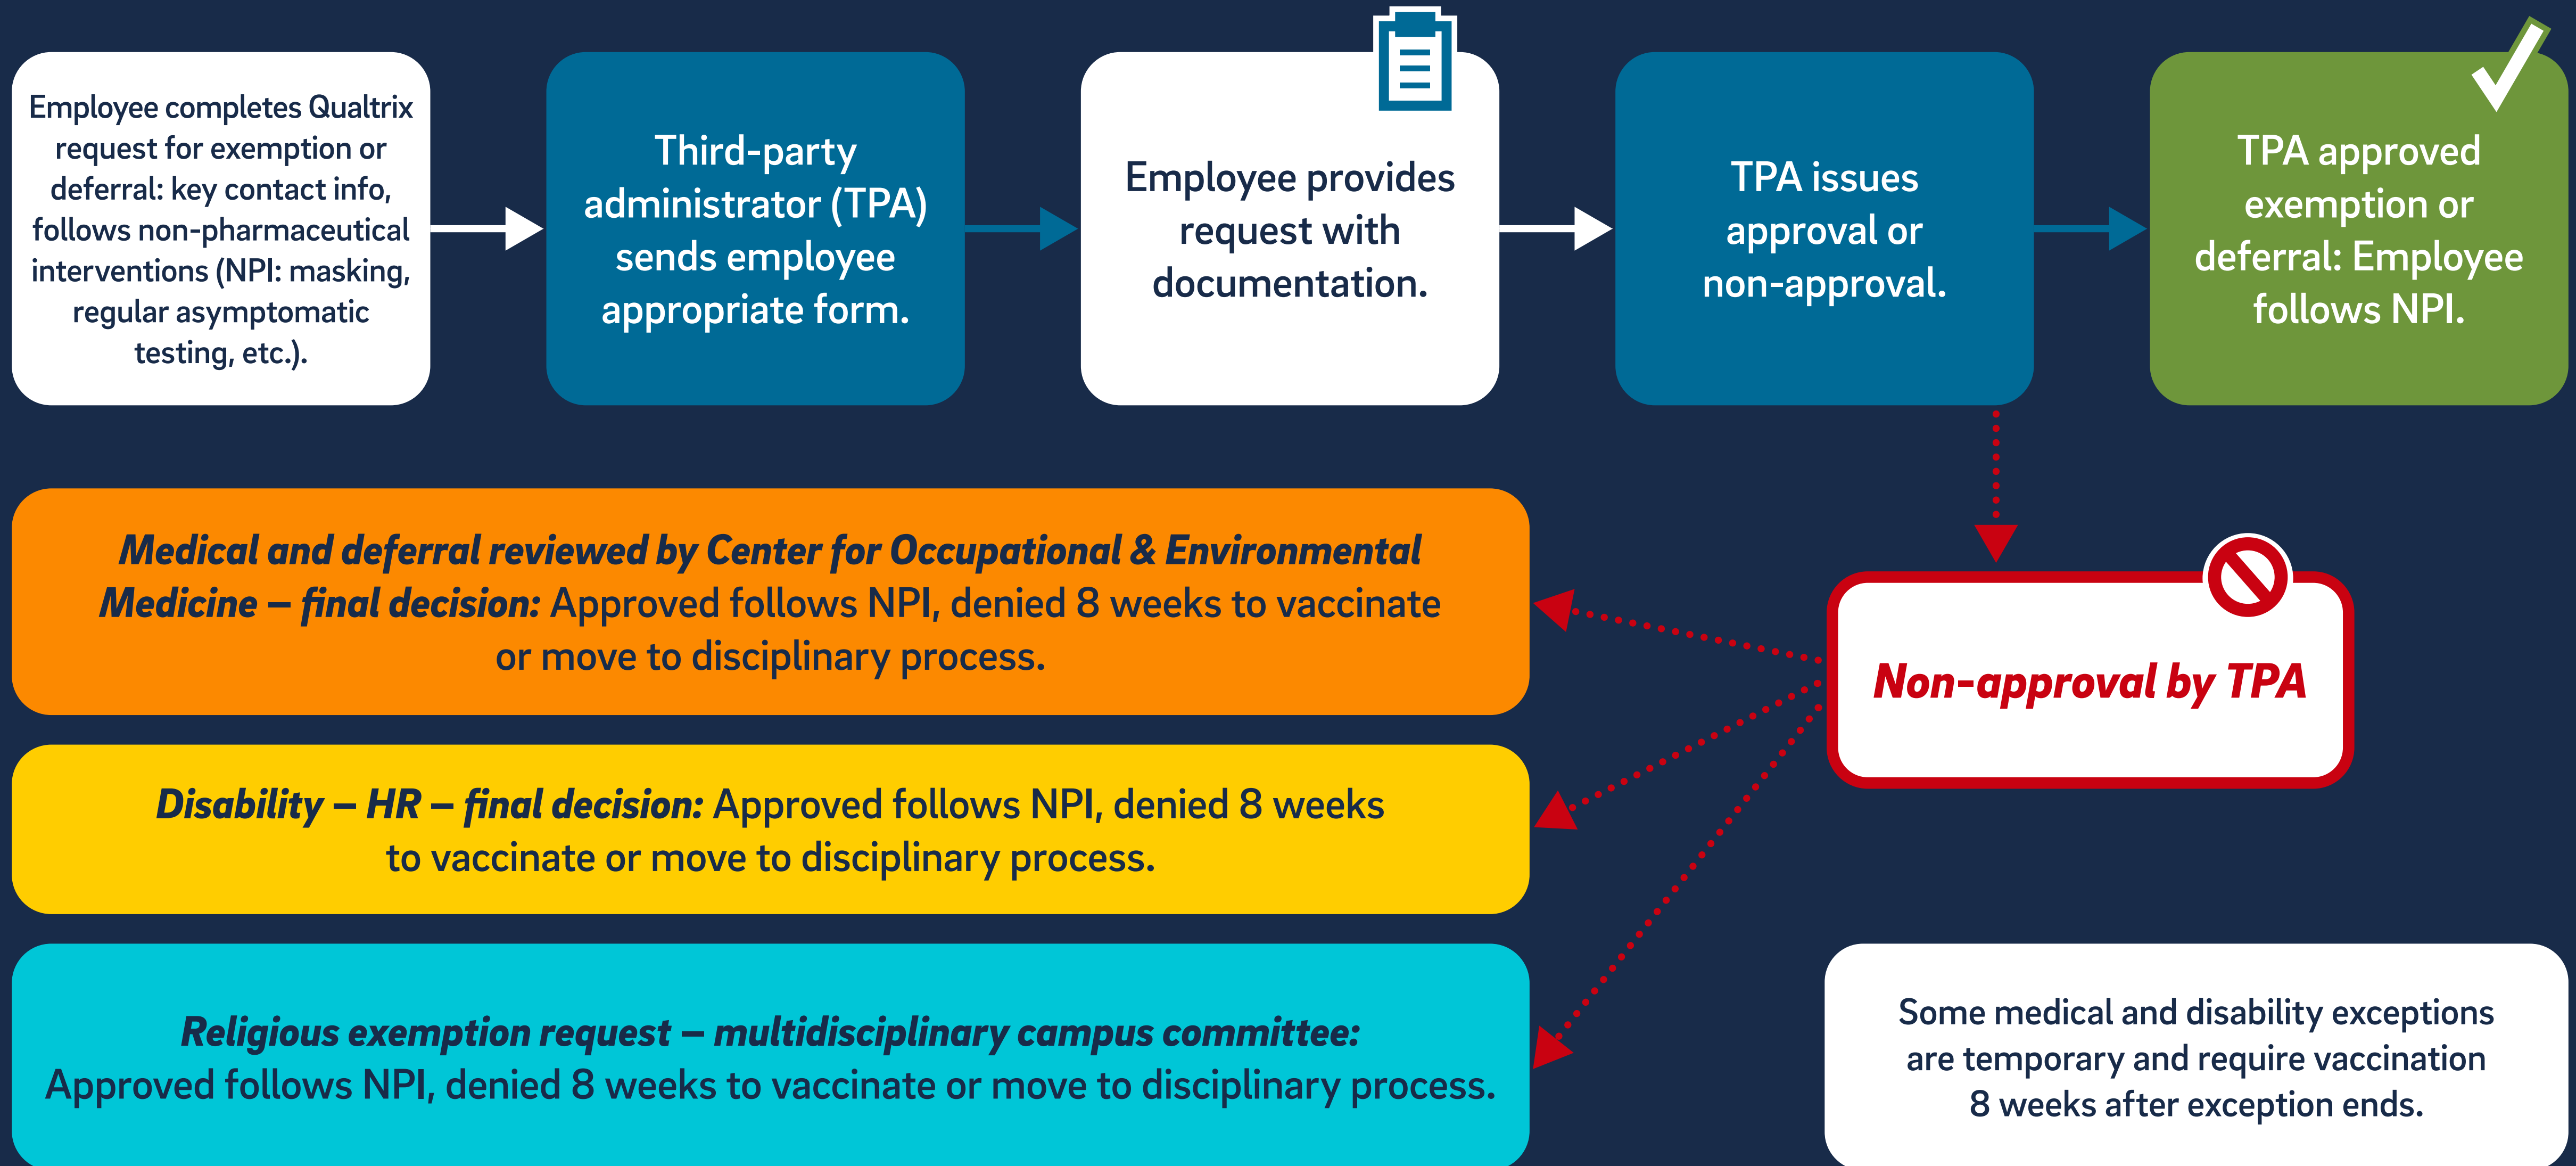 Employee completes Qualtrix
request for exemption or
deferral: key contact info,
follows non-pharmaceutical
interventions (NPI: masking,
regular asymptomatic
testing, etc.).
Third-party
administrator (TPA)
sends employee
appropriate form.
Employee provides
request with
documentation.
TPA issues
approval or
non-approval.
TPA approved
exemption or
deferral: Employee
follows NPI.
Non-approval by TPA
Medical and deferral reviewed by Center for Occupational & Environmental
Medicine – final decision: Approved follows NPI, denied 8 weeks to vaccinate
or move to disciplinary process.
Disability – HR – final decision: Approved follows NPI, denied 8 weeks
to vaccinate or move to disciplinary process.
Religious exemption request – multidisciplinary campus committee:
Approved follows NPI, denied 8 weeks to vaccinate or move to disciplinary process.
Some medical and disability exceptions
are temporary and require vaccination
8 weeks after exception ends.